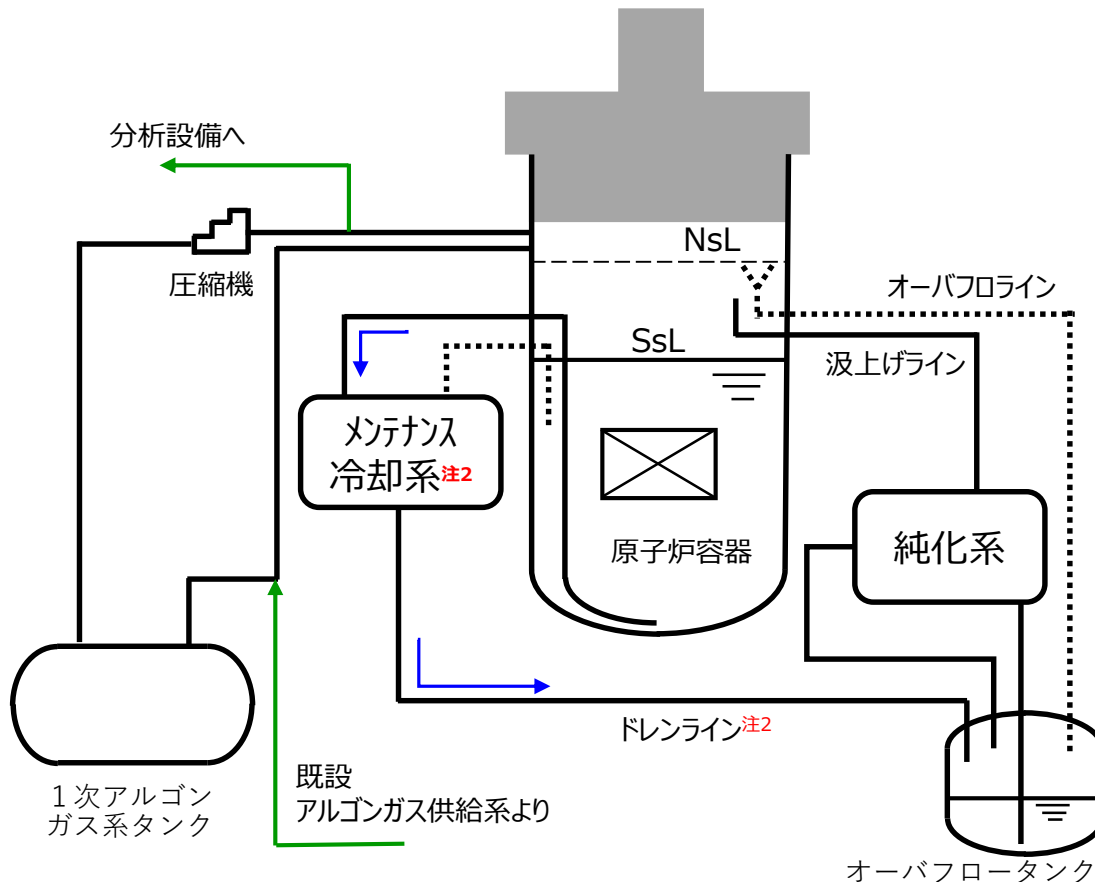 分析設備へ
圧縮機
NsL
オーバフロライン
SsL
汲上げライン
メンテナンス
冷却系注2
原子炉容器
純化系
ドレンライン注2
既設
アルゴンガス供給系より
1次アルゴン
ガス系タンク
オーバフロータンク